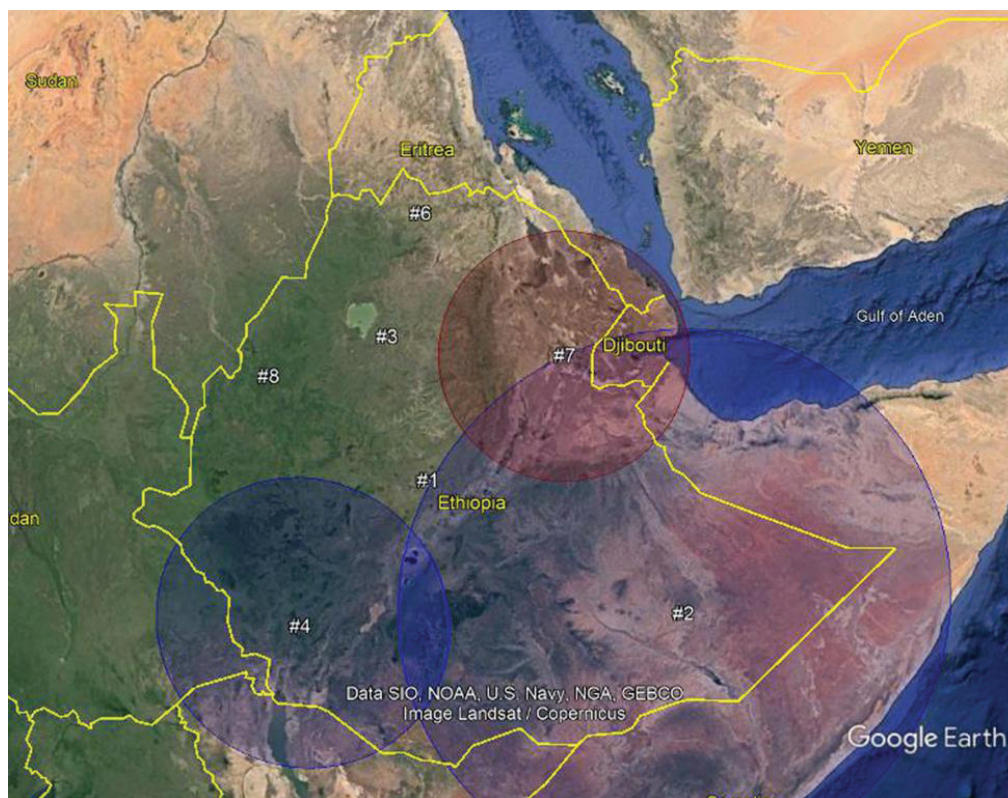 Sudan
Eritrea
Yemen
#6
Gulf of Aden
#3
Djibouti
#7
#8
#1
Ethiopia
dan
#4
#2
Data SIO, NOAA, U.S. Navy, NGA, GEBCO
Image Landsat / Copernicus
Google Earth